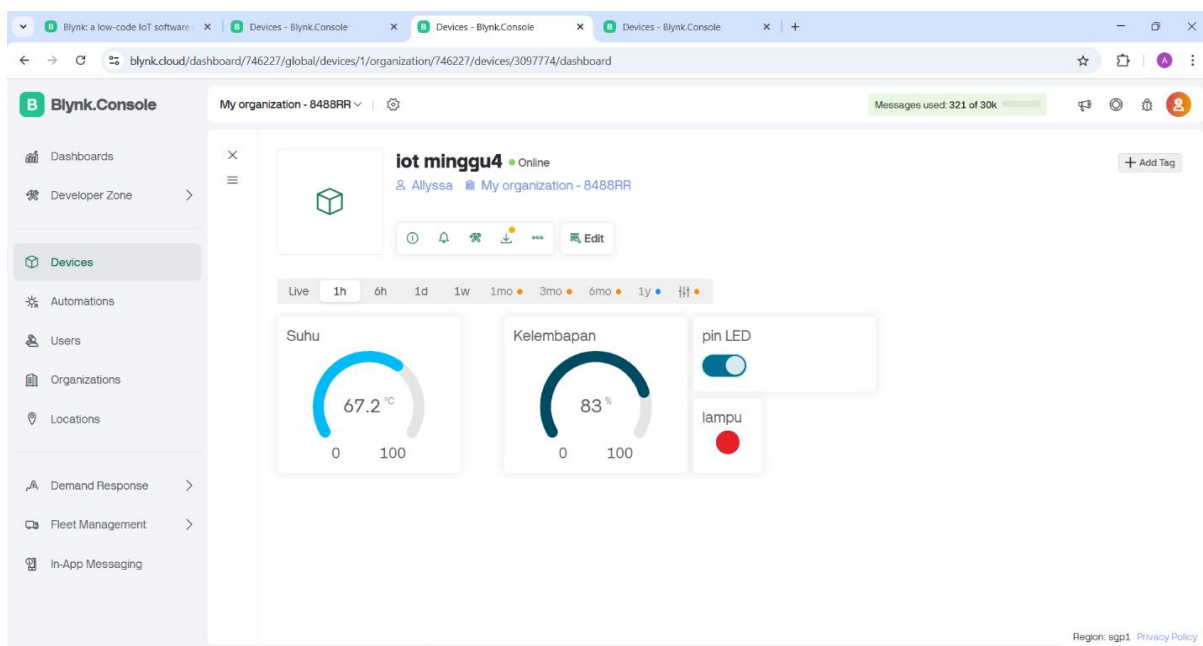 Blynk: a low-code IoT software
Devices - Blynk.Console
Devices - Blynk.Console
Devices - Blynk.Console
blynk.cloud/dashboard/746227/global/devices/1/organization/746227/devices/3097774/dashboard
A
B Blynk.Console
My organization - 8488RR
Messages used: 321 of 30k
Dashboards
Developer Zone
Devices
Automations
Users
Organizations
Locations
Demand Response
Fleet Management
In-App Messaging
iot minggu4 • Online
Allyssa My organization - 8488RR
Add Tag
Edit
Live 1h 6h 1d 1w 1mo 3mo 6mo 1y
Suhu
67.2 °C
0 100
Kelembapan
83 %
0 100
pin LED
lampu
Region: sgp1 Privacy Policy